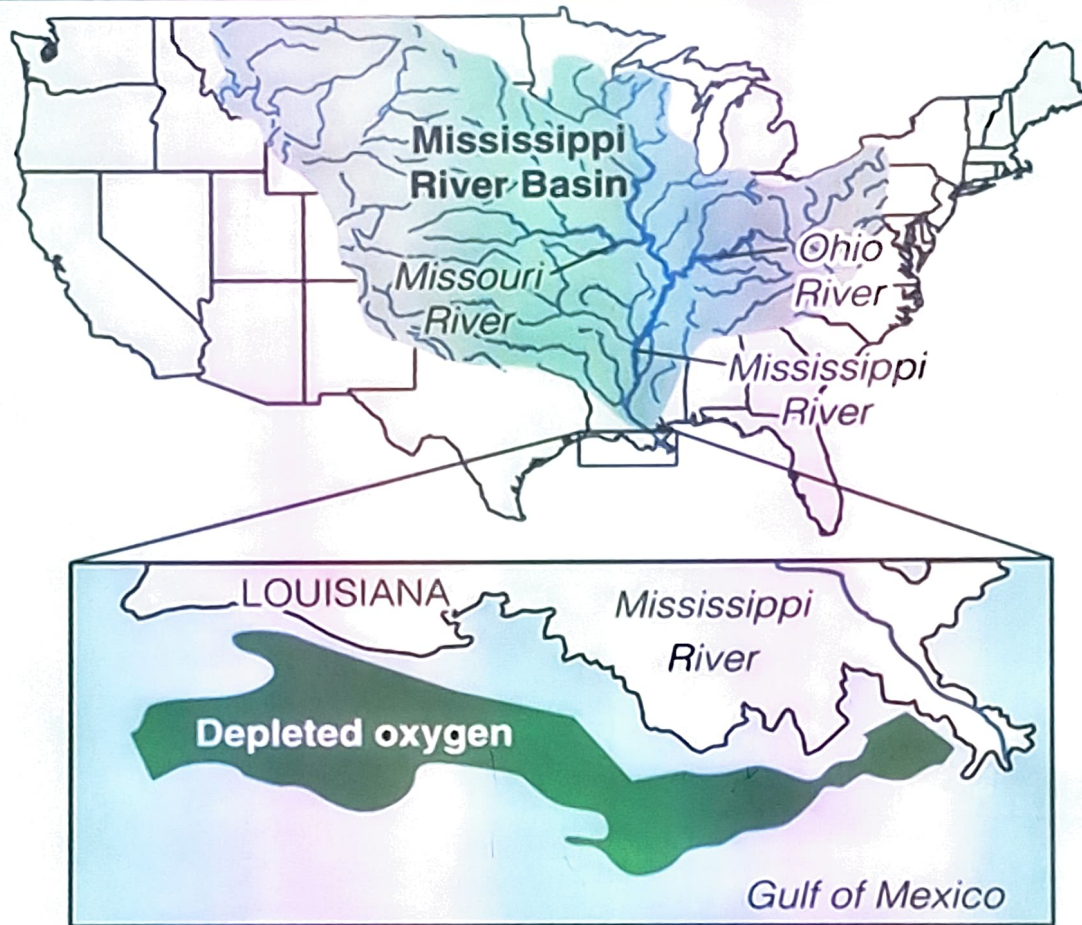 Mississippi
River Basin
Missouri
River
Ohio
River
Mississippi
River
LOUISIANA
Mississippi
River
Depleted oxygen
Gulf of Mexico